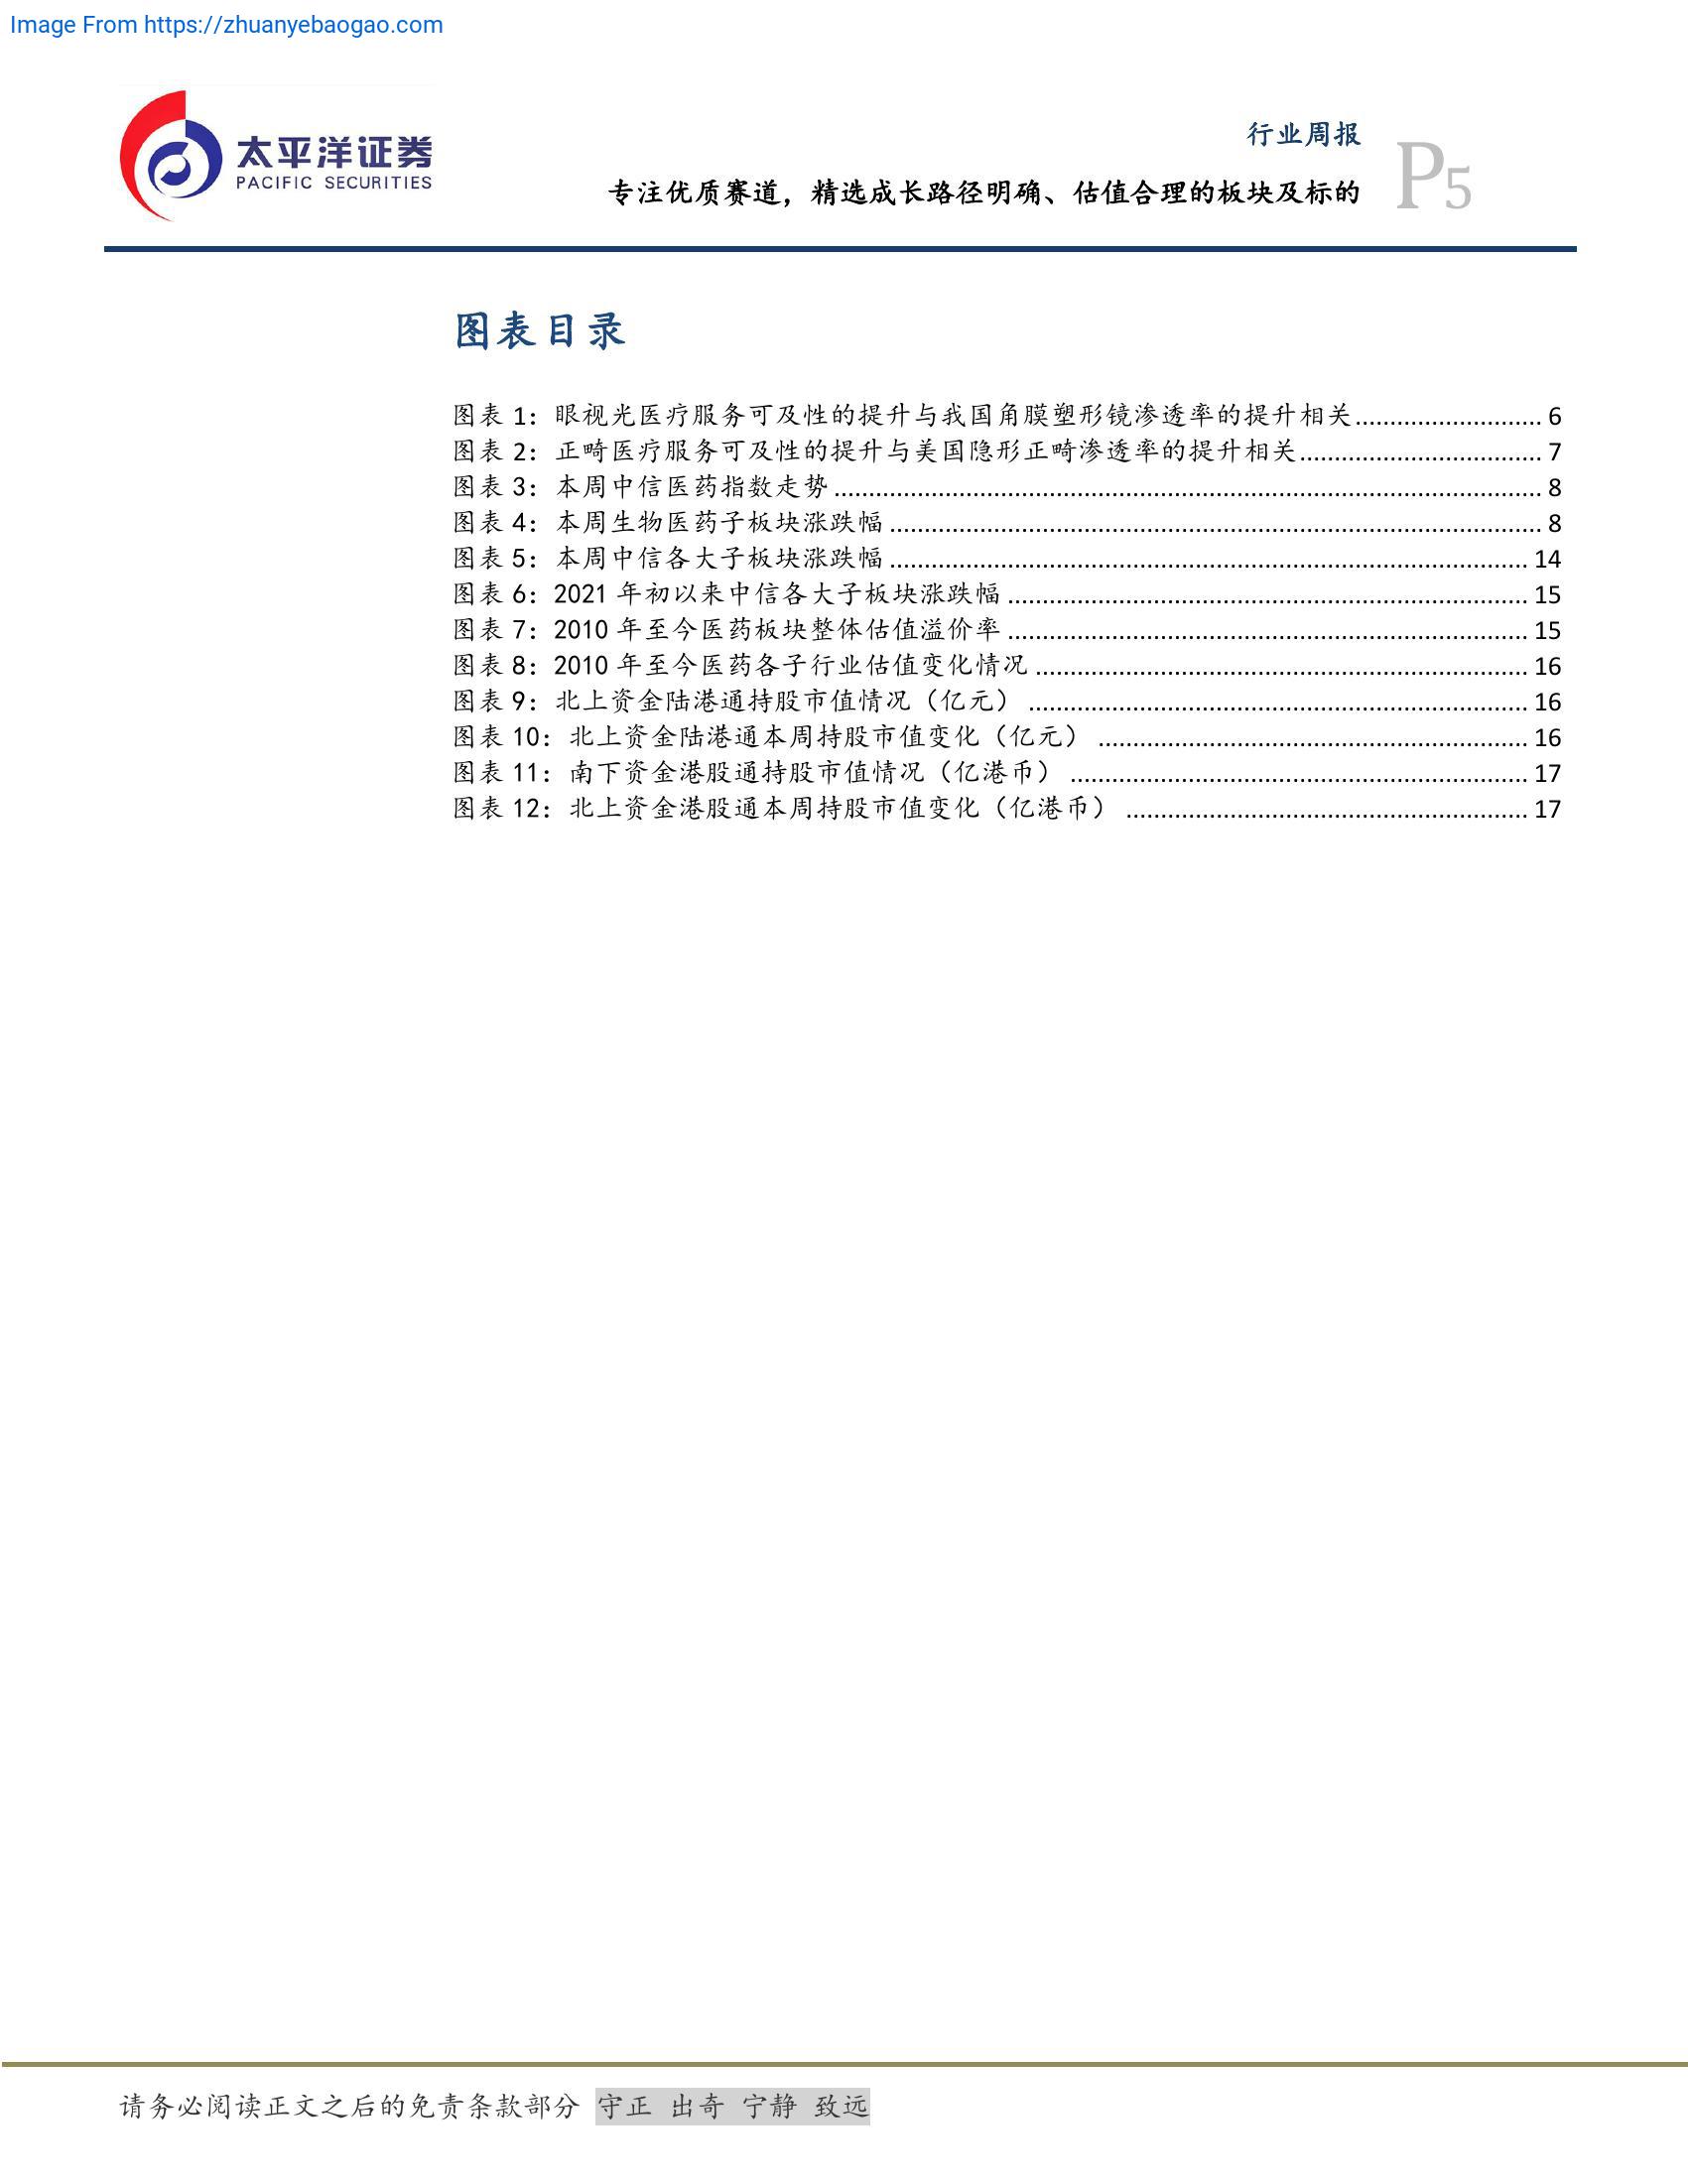 Image From https://zhuanyebaogao.com
太平洋证券
PACIFIC SECURITIES
行业周报
专注优质赛道，精选成长路径明确、估值合理的板块及标的
P5
图表目录
图表 1：眼视光医疗服务可及性的提升与我国角膜塑形镜渗透率的提升相关........................... 6
图表 2：正畸医疗服务可及性的提升与美国隐形正畸渗透率的提升相关................................... 7
图表 3：本周中信医药指数走势...................................................................................................... 8
图表 4：本周生物医药子板块涨跌幅.............................................................................................. 8
图表 5：本周中信各大子板块涨跌幅............................................................................................ 14
图表 6：2021 年初以来中信各大子板块涨跌幅........................................................................... 15
图表 7：2010 年至今医药板块整体估值溢价率........................................................................... 15
图表 8：2010 年至今医药各子行业估值变化情况....................................................................... 16
图表 9：北上资金陆港通持股市值情况（亿元）........................................................................ 16
图表 10：北上资金陆港通本周持股市值变化（亿元）.............................................................. 16
图表 11：南下资金港股通持股市值情况（亿港币）.................................................................. 17
图表 12：北上资金港股通本周持股市值变化（亿港币）.......................................................... 17
请务必阅读正文之后的免责条款部分 守正 出奇 宁静 致远